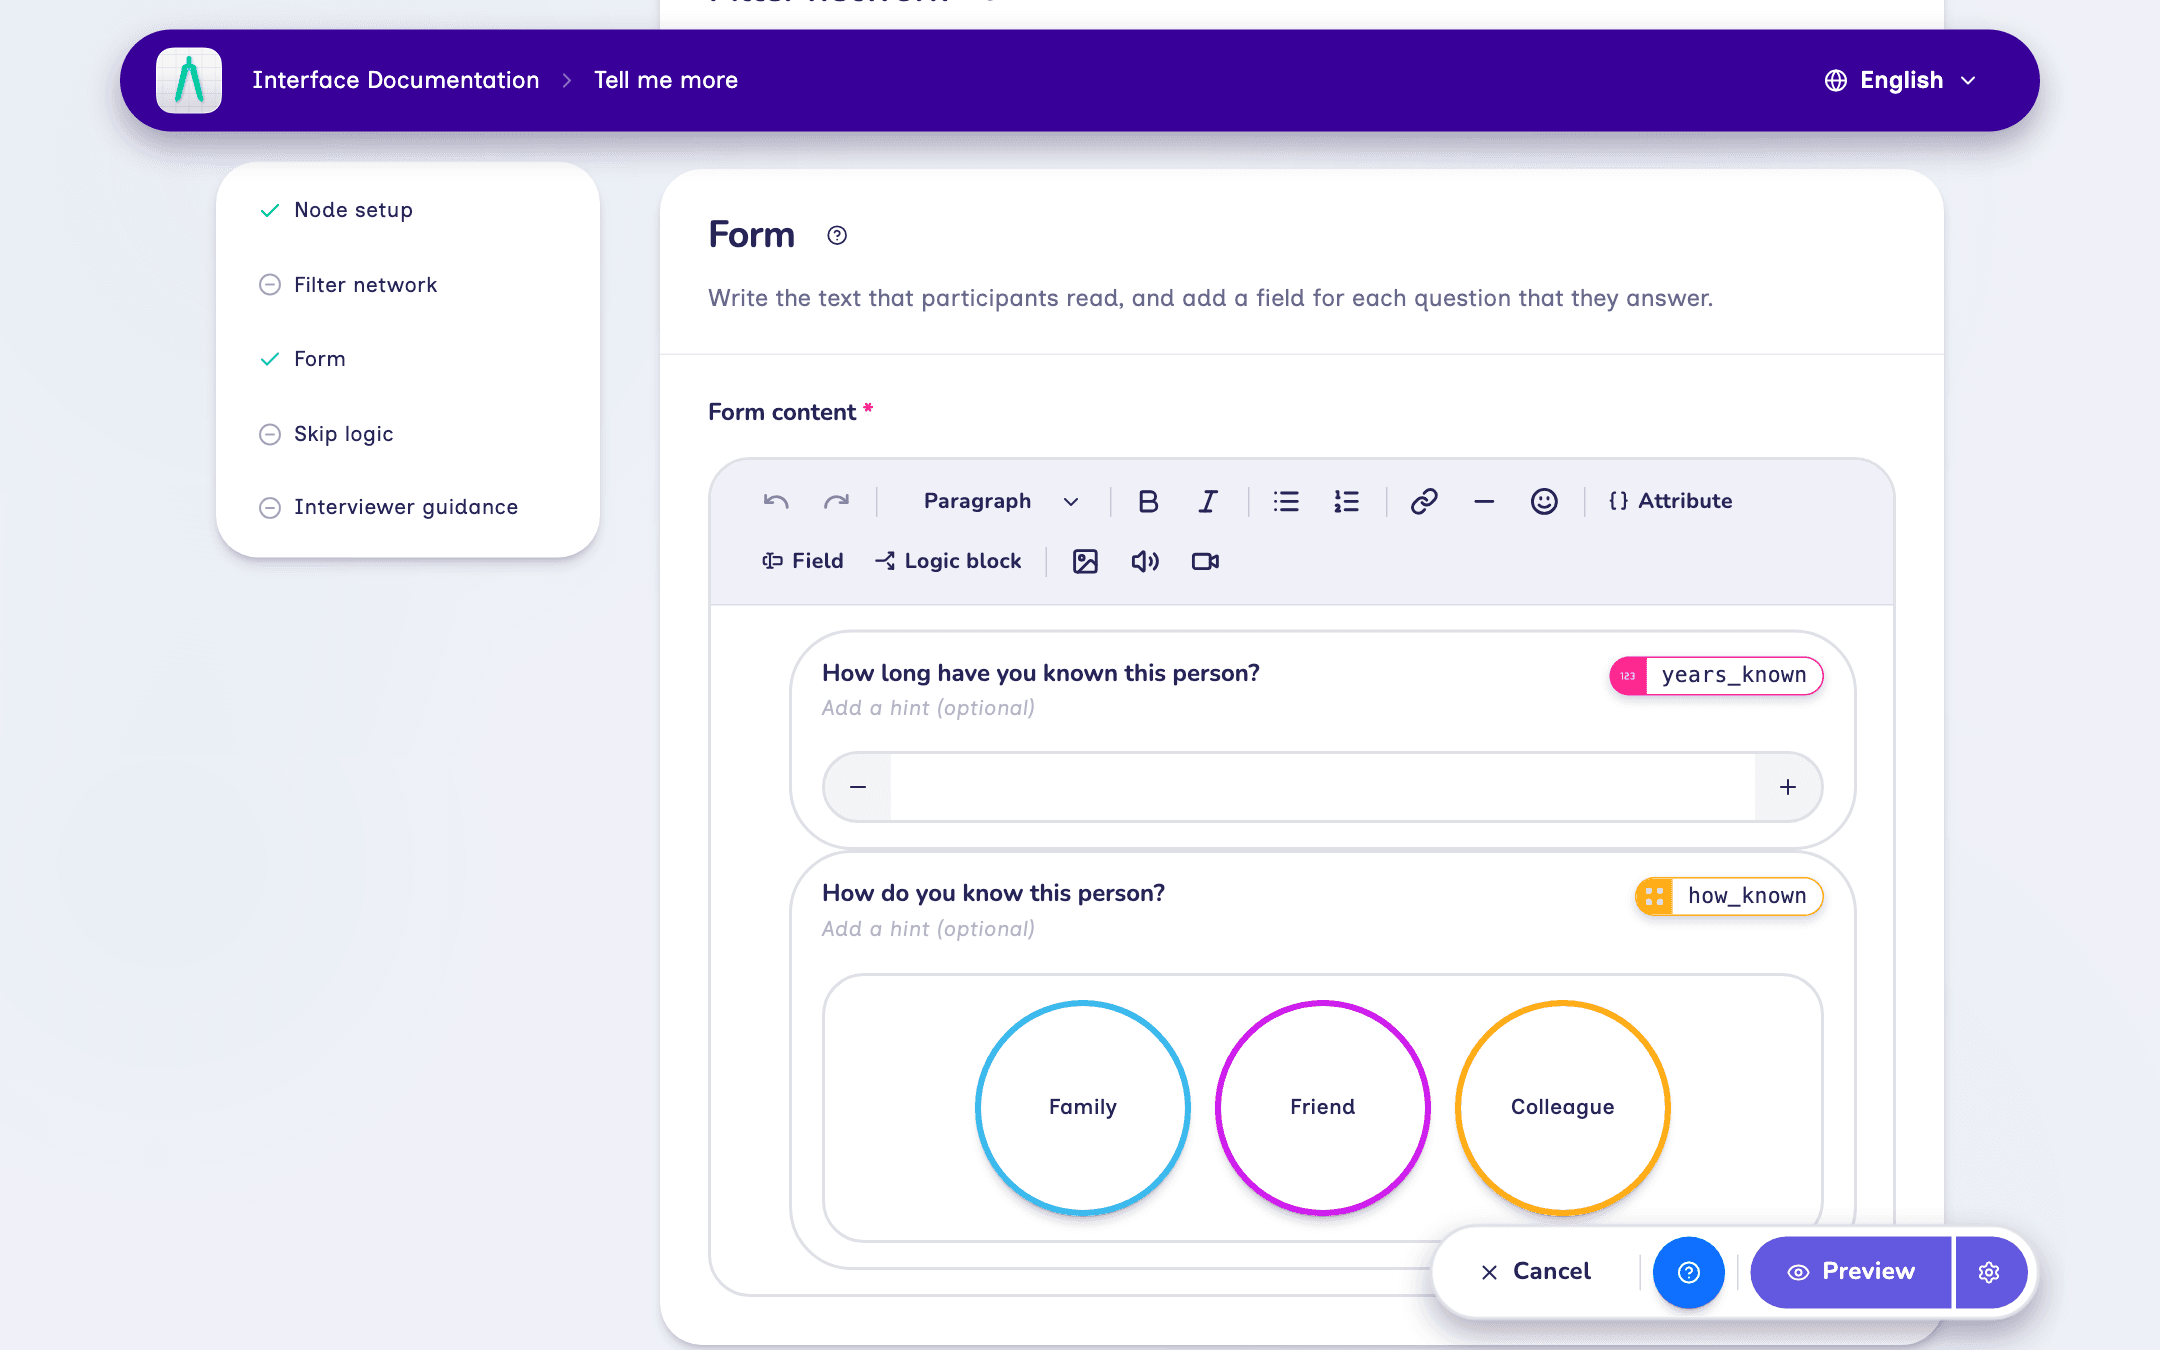 Interface Documentation
Tell me more
English
Node setup
Filter network
Form
Skip logic
Interviewer guidance
Form
Write the text that participants read, and add a field for each question that they answer.
Form content *
Paragraph
B
I
{} Attribute
Field
Logic block
How long have you known this person?
123
years_known
Add a hint (optional)
−
+
How do you know this person?
how_known
Add a hint (optional)
Family
Friend
Colleague
Cancel
Preview